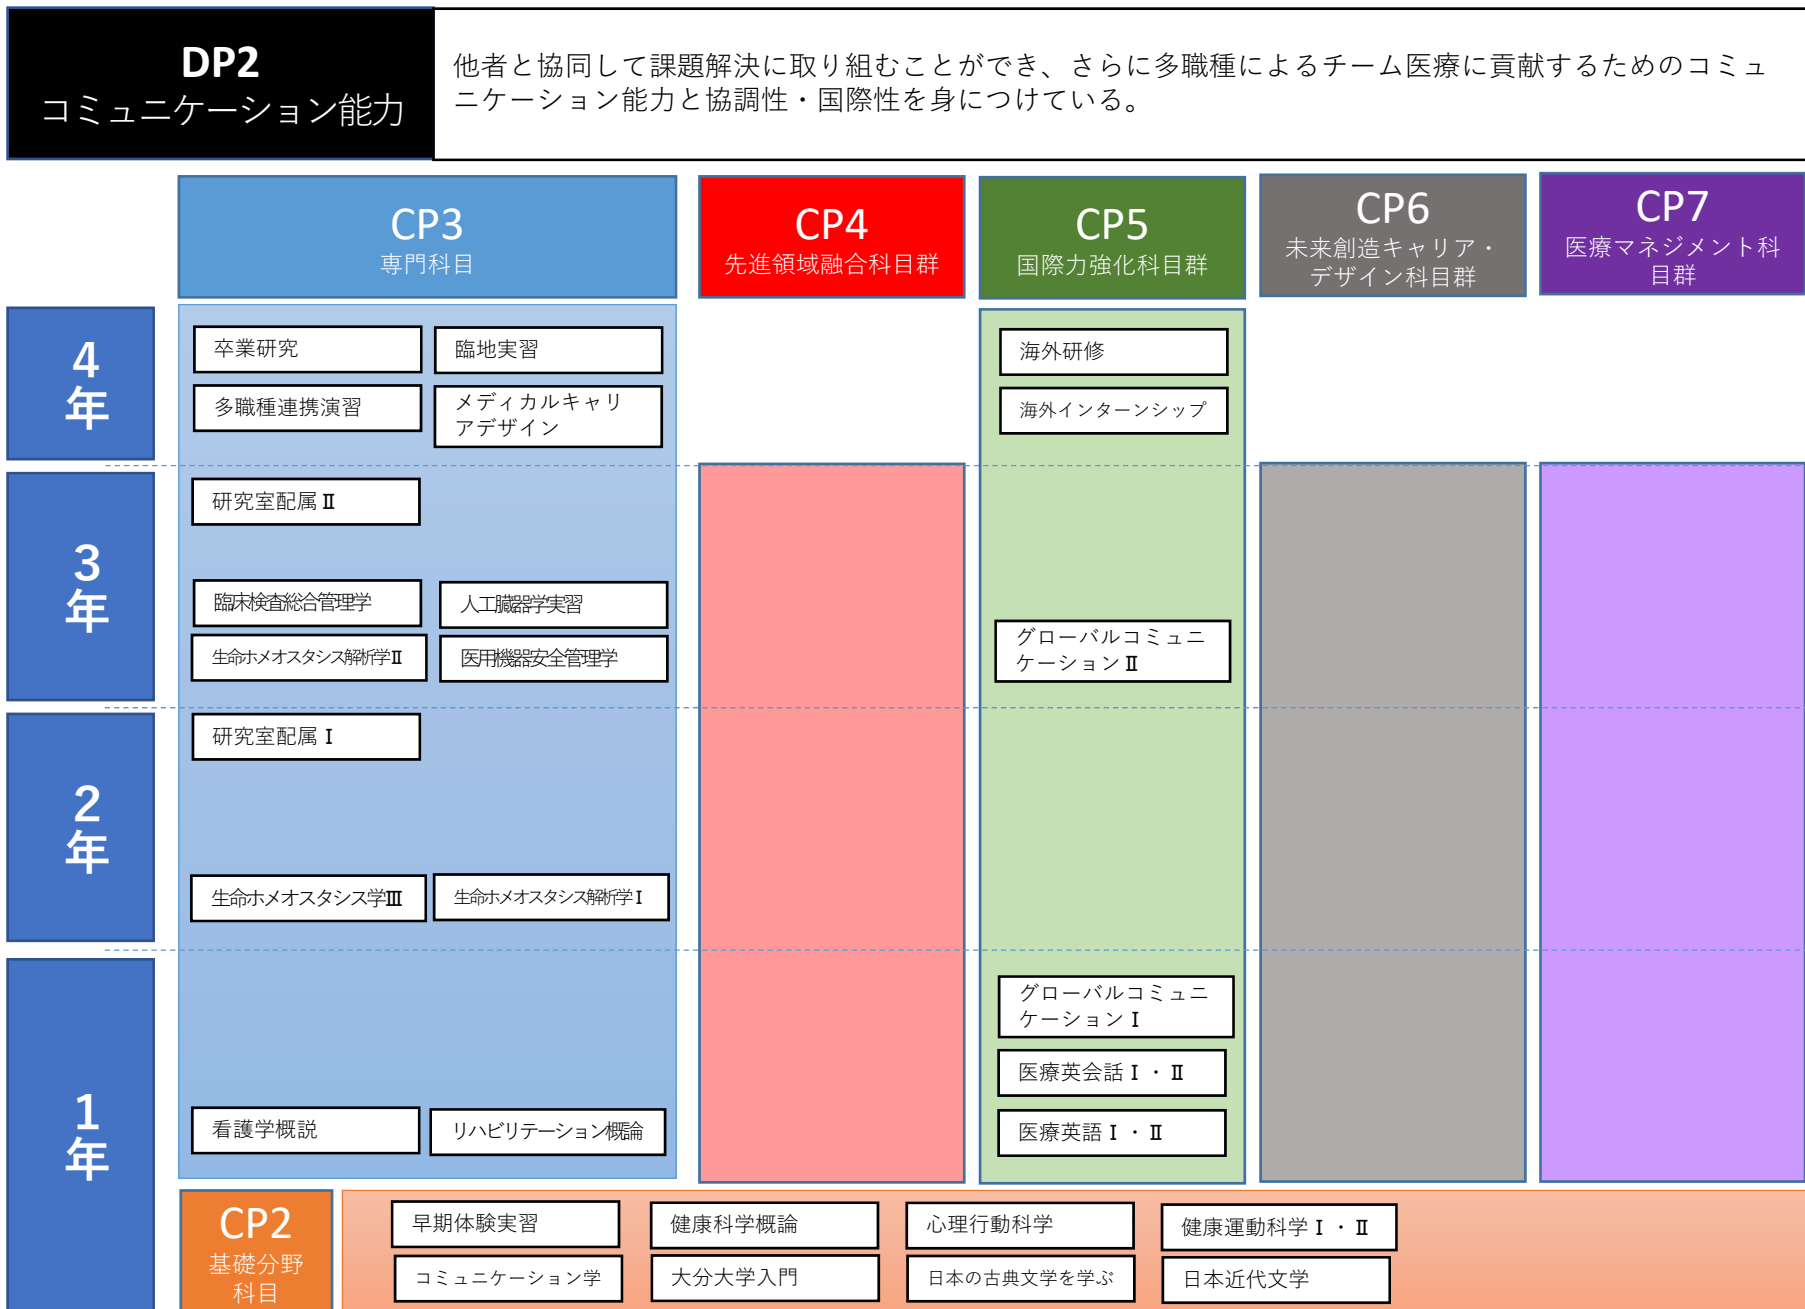 DP2
コミュニケーション能力
他者と協同して課題解決に取り組むことができ、さらに多職種によるチーム医療に貢献するためのコミュ
ニケーション能力と協調性・国際性を身につけている。
CP3
専門科目
CP4
先進領域融合科目群
CP5
国際力強化科目群
CP6
未来創造キャリア・
デザイン科目群
CP7
医療マネジメント科
目群
4
年
卒業研究
臨地実習
多職種連携演習
メディカルキャリ
アデザイン
海外研修
海外インターンシップ
3
年
研究室配属Ⅱ
臨床検査総合管理学
人工臓器学実習
生命ホメオスタシス解析学Ⅱ
医用機器安全管理学
グローバルコミュニ
ケーションⅡ
2
年
研究室配属Ⅰ
生命ホメオスタシス学Ⅲ
生命ホメオスタシス解析学Ⅰ
1
年
看護学概説
リハビリテーション概論
グローバルコミュニ
ケーションⅠ
医療英会話Ⅰ・Ⅱ
医療英語Ⅰ・Ⅱ
CP2
基礎分野
科目
早期体験実習
健康科学概論
心理行動科学
健康運動科学Ⅰ・Ⅱ
コミュニケーション学
大分大学入門
日本の古典文学を学ぶ
日本近代文学